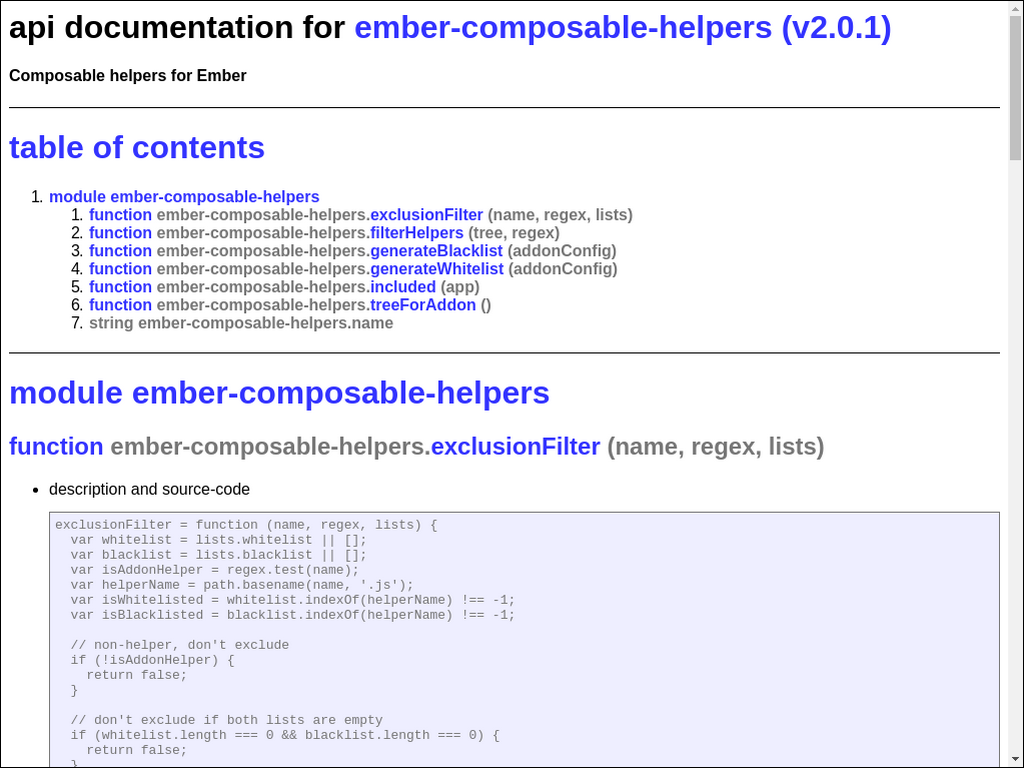 api documentation for ember-composable-helpers (v2.0.1)
Composable helpers for Ember
table of contents
1. module ember-composable-helpers
1. function ember-composable-helpers.exclusionFilter (name, regex, lists)
2. function ember-composable-helpers.filterHelpers (tree, regex)
3. function ember-composable-helpers.generateBlacklist (addonConfig)
4. function ember-composable-helpers.generateWhitelist (addonConfig)
5. function ember-composable-helpers.included (app)
6. function ember-composable-helpers.treeForAddon ()
7. string ember-composable-helpers.name
module ember-composable-helpers
function ember-composable-helpers.exclusionFilter (name, regex, lists)
• description and source-code
exclusionFilter = function (name, regex, lists) {
  var whitelist = lists.whitelist || [];
  var blacklist = lists.blacklist || [];
  var isAddonHelper = regex.test(name);
  var helperName = path.basename(name, '.js');
  var isWhitelisted = whitelist.indexOf(helperName) !== -1;
  var isBlacklisted = blacklist.indexOf(helperName) !== -1;
  // non-helper, don't exclude
  if (!isAddonHelper) {
    return false;
  }
  // don't exclude if both lists are empty
  if (whitelist.length === 0 && blacklist.length === 0) {
    return false;
  }